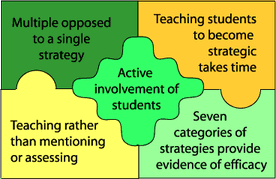 Multiple opposed
to a single
strategy
Teaching students
to become
strategic
takes time
Active
involvement of
students
Teaching rather
than mentioning
or assessing
Seven
categories of
strategies provide
evidence of efficacy